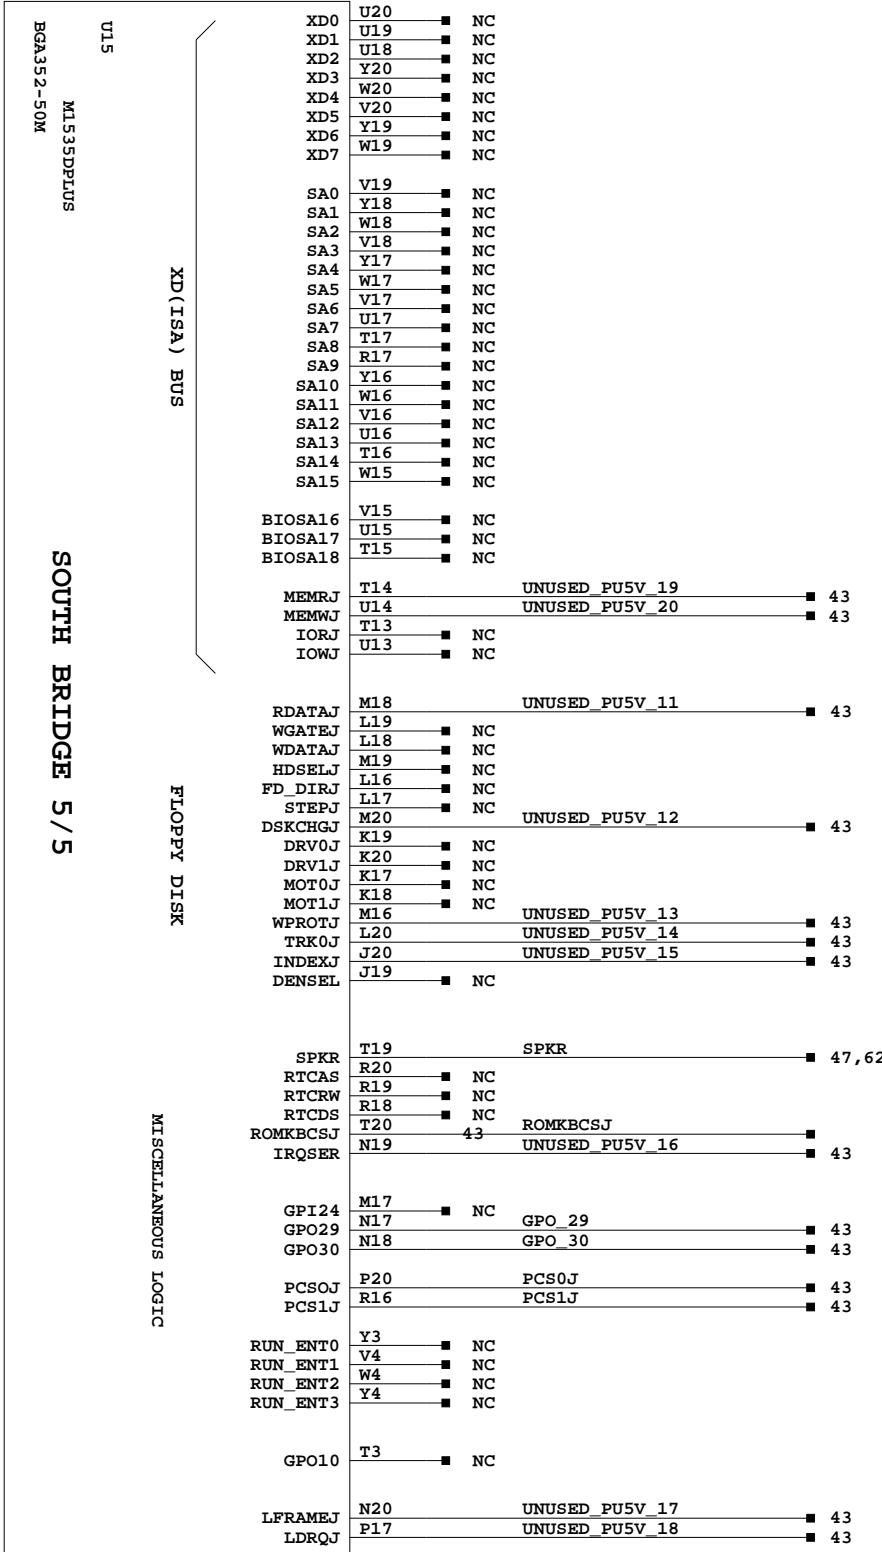 U15
M1535DPLUS
BGA352-50M
SOUTH BRIDGE 5/5
XD(ISA) BUS
XD0 U20 NC
XD1 U19 NC
XD2 U18 NC
XD3 Y20 NC
XD4 W20 NC
XD5 V20 NC
XD6 Y19 NC
XD7 W19 NC
SA0 V19 NC
SA1 Y18 NC
SA2 W18 NC
SA3 V18 NC
SA4 Y17 NC
SA5 W17 NC
SA6 V17 NC
SA7 U17 NC
SA8 T17 NC
SA9 R17 NC
SA10 Y16 NC
SA11 W16 NC
SA12 V16 NC
SA13 U16 NC
SA14 T16 NC
SA15 W15 NC
BIOSA16 V15 NC
BIOSA17 U15 NC
BIOSA18 T15 NC
MEMRJ T14 UNUSED_PU5V_19 43
MEMWJ U14 UNUSED_PU5V_20 43
IORJ T13 NC
IOWJ U13 NC
FLOPPY DISK
RDATAJ M18 UNUSED_PU5V_11 43
WGATEJ L19 NC
WDATAJ L18 NC
HDSELJ M19 NC
FD_DIRJ L16 NC
STEPJ L17 NC
DSKCHGJ M20 UNUSED_PU5V_12 43
DRV0J K19 NC
DRV1J K20 NC
MOT0J K17 NC
MOT1J K18 NC
WPROTJ M16 UNUSED_PU5V_13 43
TRK0J L20 UNUSED_PU5V_14 43
INDEXJ J20 UNUSED_PU5V_15 43
DENSEL J19 NC
MISCELLANEOUS LOGIC
SPKR T19 SPKR 47,62
RTCAS R20 NC
RTCRW R19 NC
RTCDS R18 NC
ROMKBCSJ T20 43 ROMKBCSJ
IRQSER N19 UNUSED_PU5V_16 43
GPI24 M17 NC
GPO29 N17 GPO_29 43
GPO30 N18 GPO_30 43
PCSOJ P20 PCS0J 43
PCS1J R16 PCS1J 43
RUN_ENT0 Y3 NC
RUN_ENT1 V4 NC
RUN_ENT2 W4 NC
RUN_ENT3 Y4 NC
GPO10 T3 NC
LFRAMEJ N20 UNUSED_PU5V_17 43
LDRQJ P17 UNUSED_PU5V_18 43